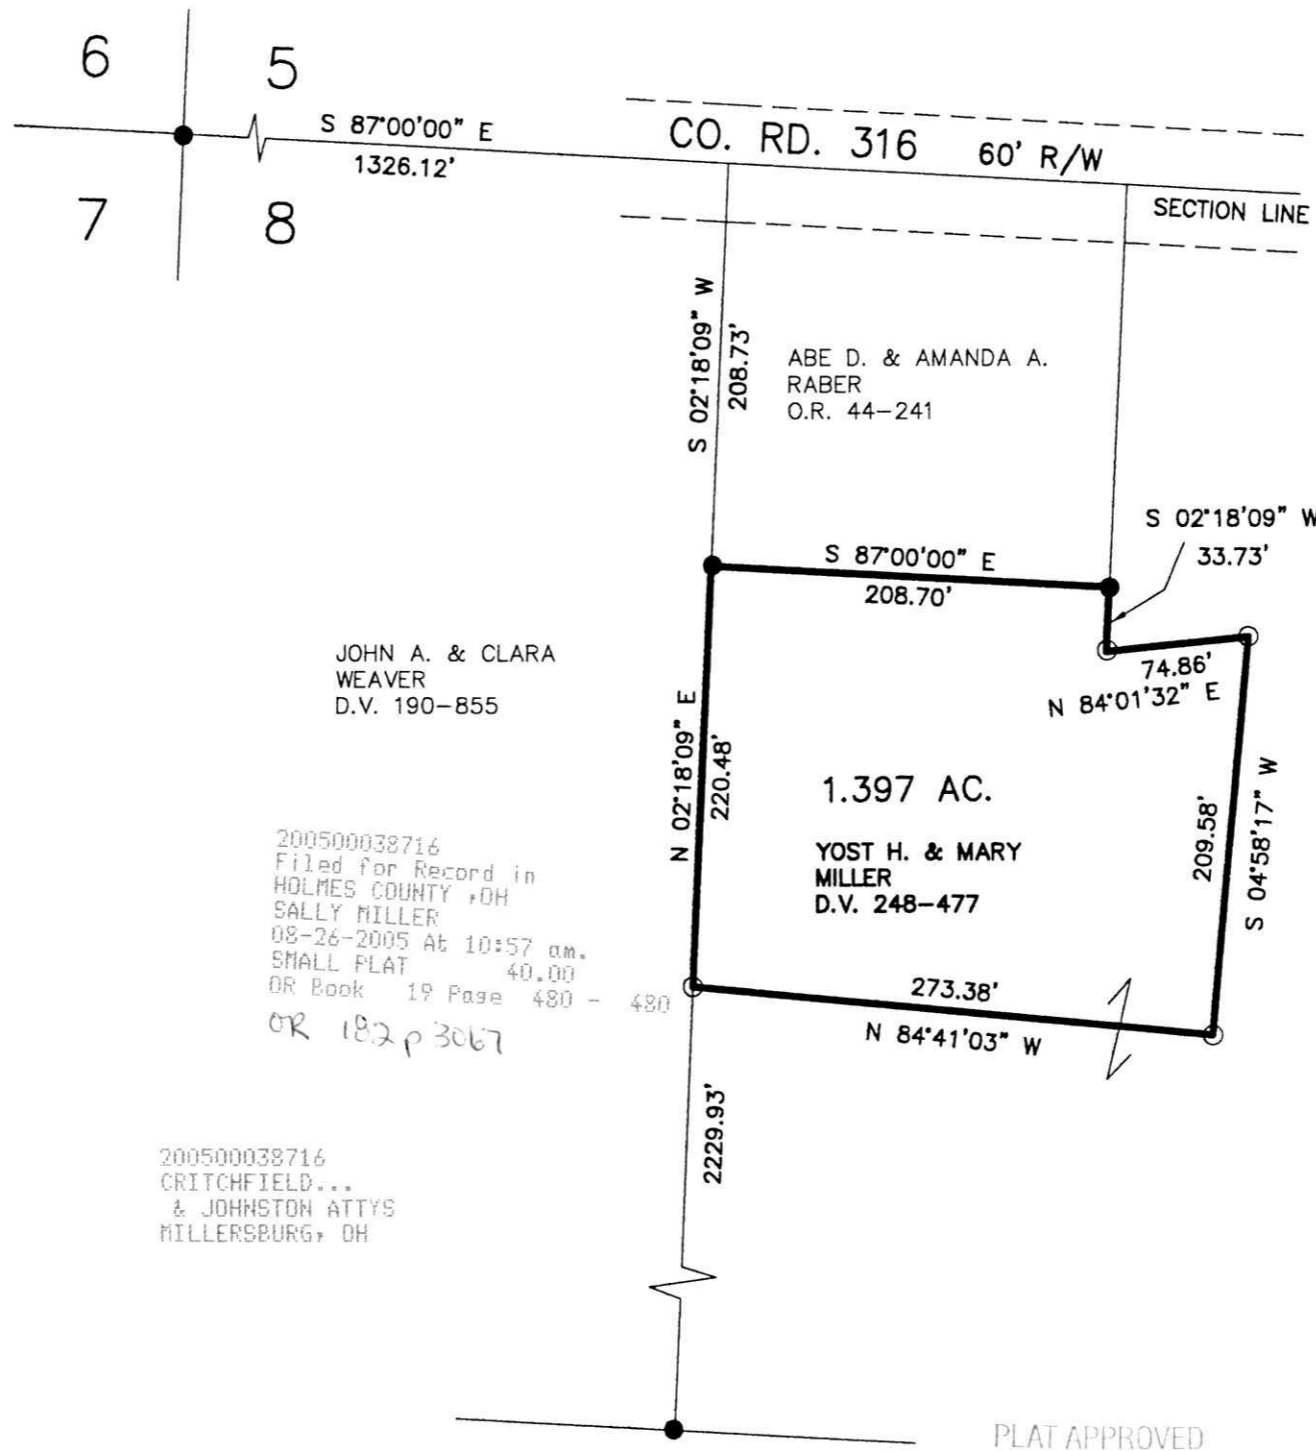 6
5
7
8
S 87°00'00" E
1326.12'
CO. RD. 316 60' R/W
SECTION LINE
S 02°18'09" W
208.73'
ABE D. & AMANDA A.
RABER
O.R. 44-241
S 02°18'09" W
33.73'
S 87°00'00" E
208.70'
74.86'
N 84°01'32" E
JOHN A. & CLARA
WEAVER
D.V. 190-855
N 02°18'09" E
220.48'
1.397 AC.
YOST H. & MARY
MILLER
D.V. 248-477
209.58'
S 04°58'17" W
200500038716
Filed for Record in
HOLMES COUNTY ,OH
SALLY MILLER
08-26-2005 At 10:57 am.
SMALL PLAT 40.00
OR Book 19 Page 480 - 480
OR 182 p 3067
273.38'
N 84°41'03" W
2229.93'
200500038716
CRITCHFIELD...
& JOHNSTON ATTYS
MILLERSBURG, OH
PLAT APPROVED